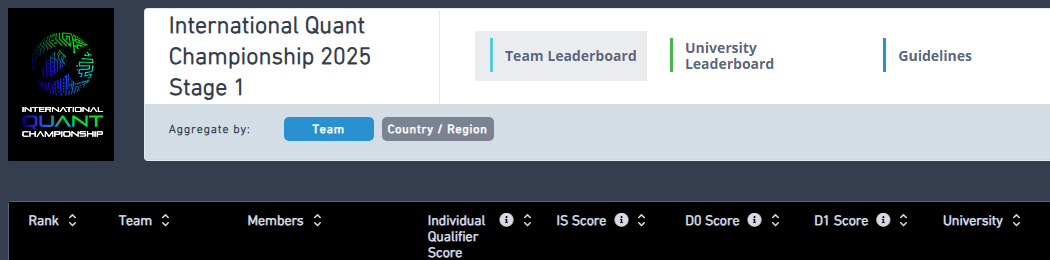 INTERNATIONAL
QUANT
CHAMPIONSHIP
International Quant
Championship 2025
Stage 1
Team Leaderboard
University
Leaderboard
Guidelines
Aggregate by:
Team
Country / Region
Rank
Team
Members
Individual
Qualifier
Score
IS Score
D0 Score
D1 Score
University